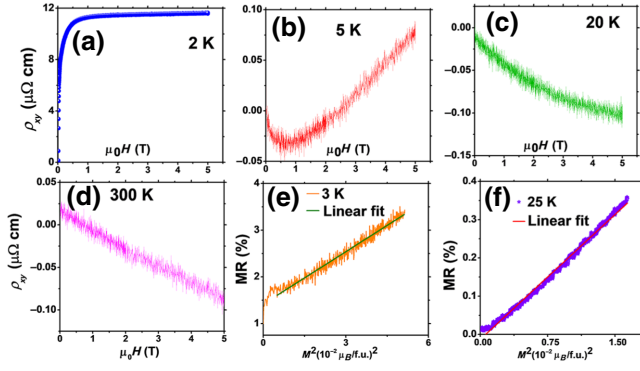 (a)
2 K
ρxy (μΩ cm)
12
8
4
0
0 1 2 3 4 5
μ0H (T)
(b)
5 K
0.10
0.05
0.00
−0.05
0 1 2 3 4 5
μ0H (T)
(c)
20 K
0.00
−0.05
−0.10
−0.15
0 1 2 3 4 5
μ0H (T)
(d)
300 K
ρxy (μΩ cm)
0.05
0.00
−0.05
−0.10
0 1 2 3 4 5
μ0H (T)
(e)
3 K
Linear fit
MR (%)
4
3
2
1
0 3 6
M2(10−2 μB/f.u.)2
(f)
25 K
Linear fit
MR (%)
0.4
0.3
0.2
0.1
0.0
0.00 0.75 1.50
M2(10−2 μB/f.u.)2